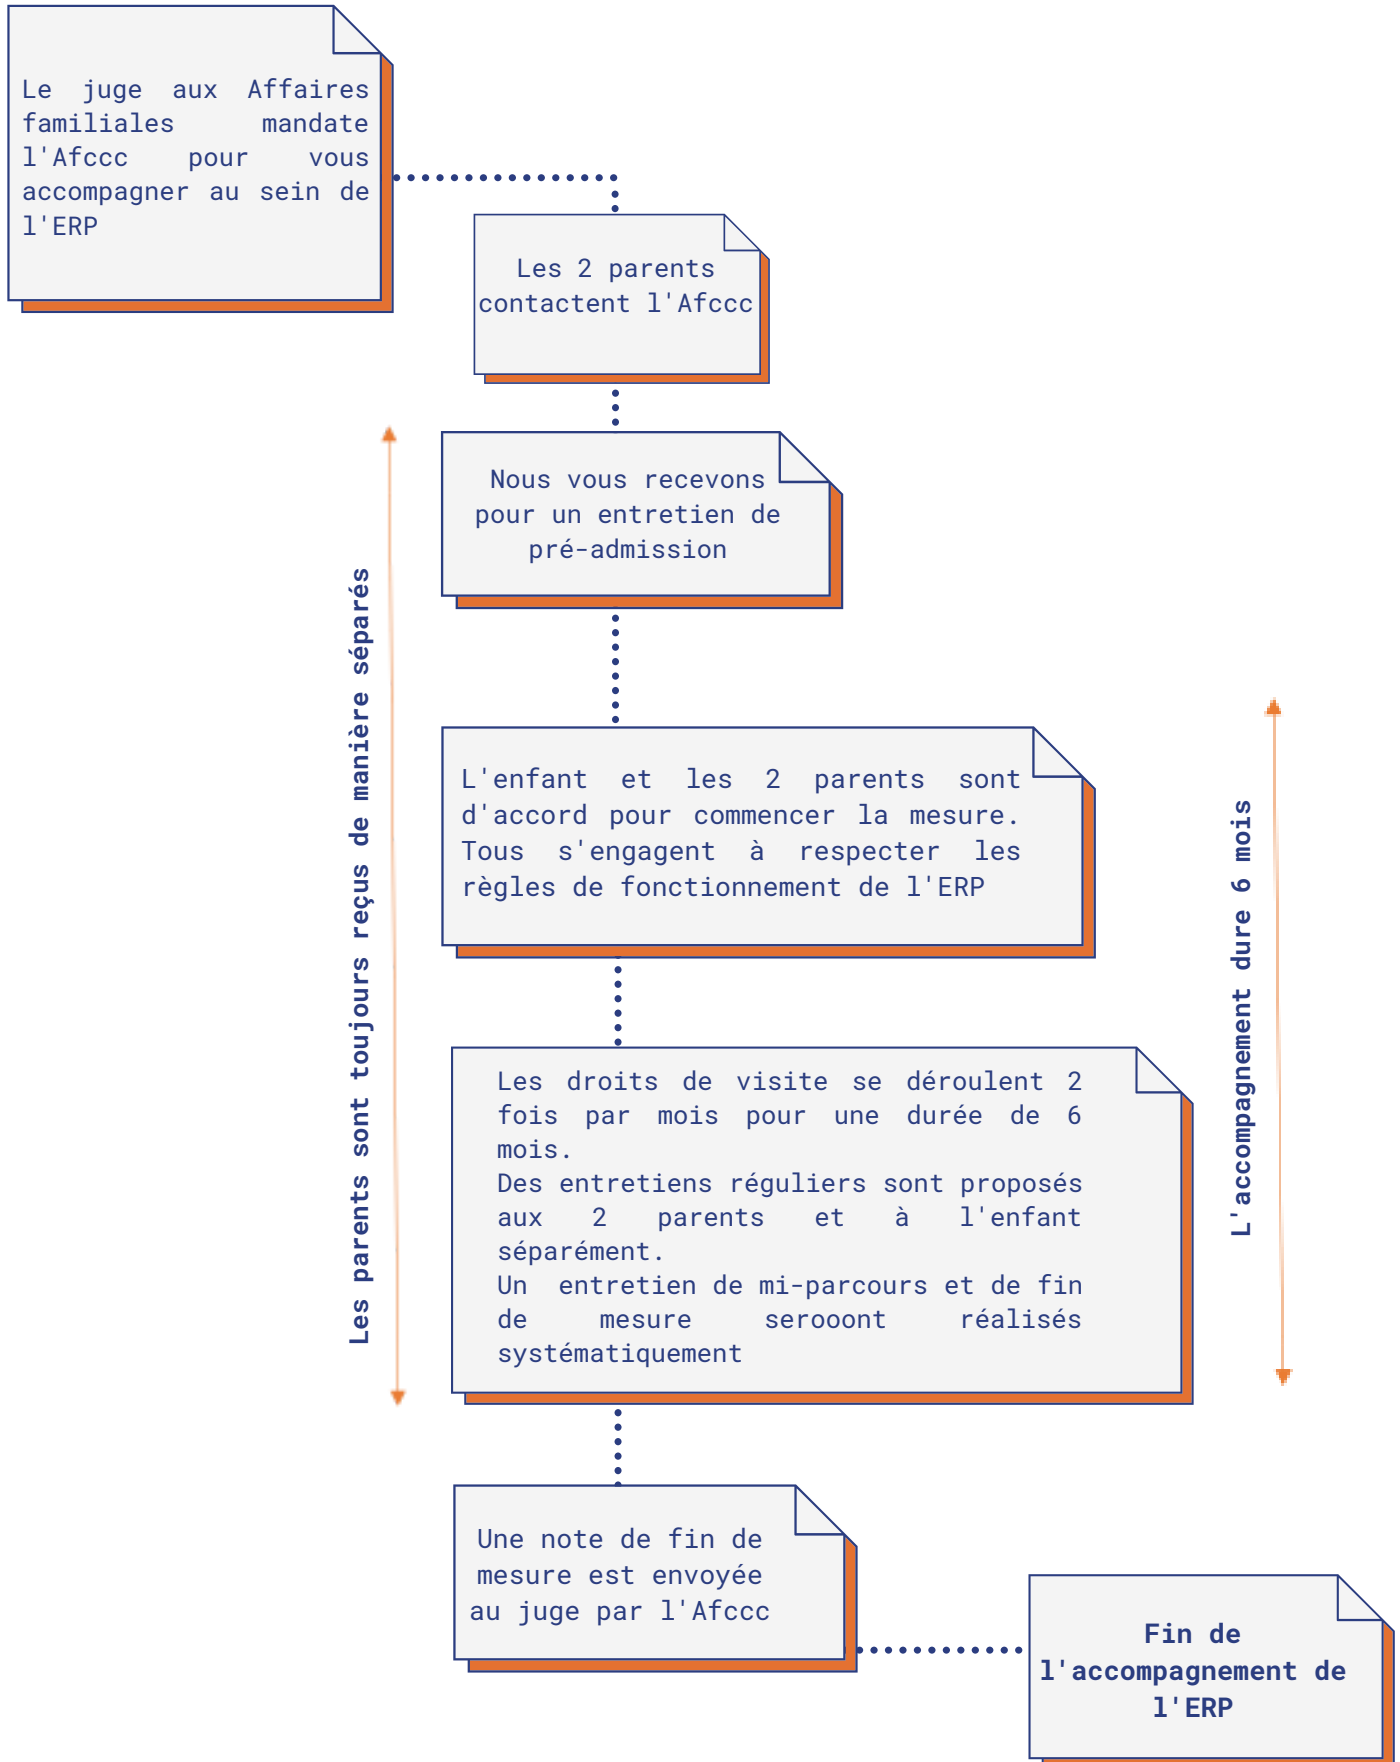 Le juge aux Affaires
familiales mandate
l'Afccc pour vous
accompagner au sein de
l'ERP
Les 2 parents
contactent l'Afccc
Nous vous recevons
pour un entretien de
pré-admission
Les parents sont toujours reçus de manière séparés
L'enfant et les 2 parents sont
d'accord pour commencer la mesure.
Tous s'engagent à respecter les
règles de fonctionnement de l'ERP
L'accompagnement dure 6 mois
Les droits de visite se déroulent 2
fois par mois pour une durée de 6
mois.
Des entretiens réguliers sont proposés
aux 2 parents et à l'enfant
séparément.
Un entretien de mi-parcours et de fin
de mesure serooont réalisés
systématiquement
Une note de fin de
mesure est envoyée
au juge par l'Afccc
Fin de
l'accompagnement de
l'ERP